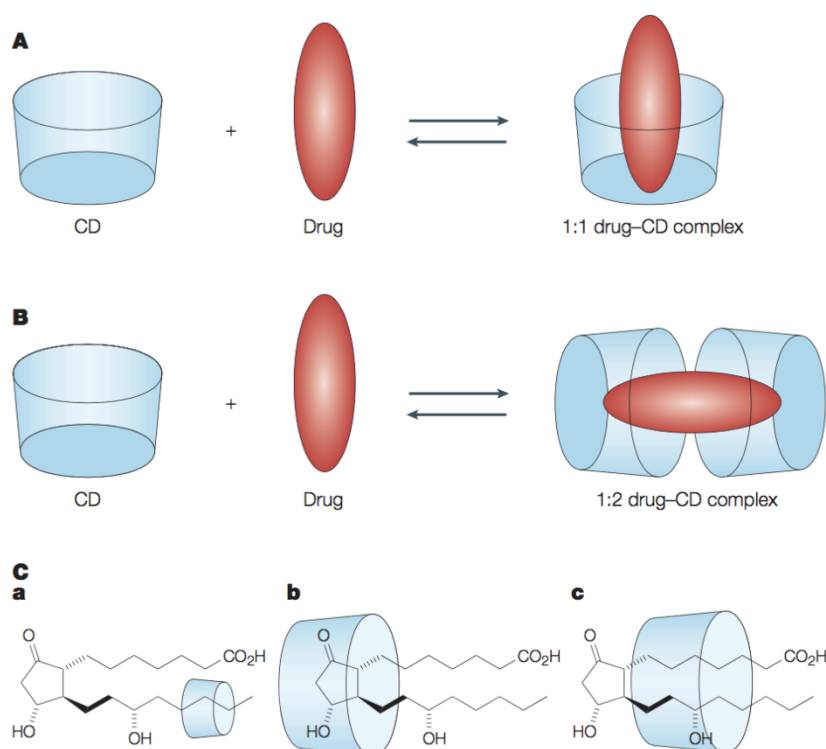 A
+
CD
Drug
1:1 drug–CD complex
B
+
CD
Drug
1:2 drug–CD complex
C
a
b
c
O
CO₂H
HO
OH
O
CO₂H
HO
OH
O
CO₂H
HO
OH